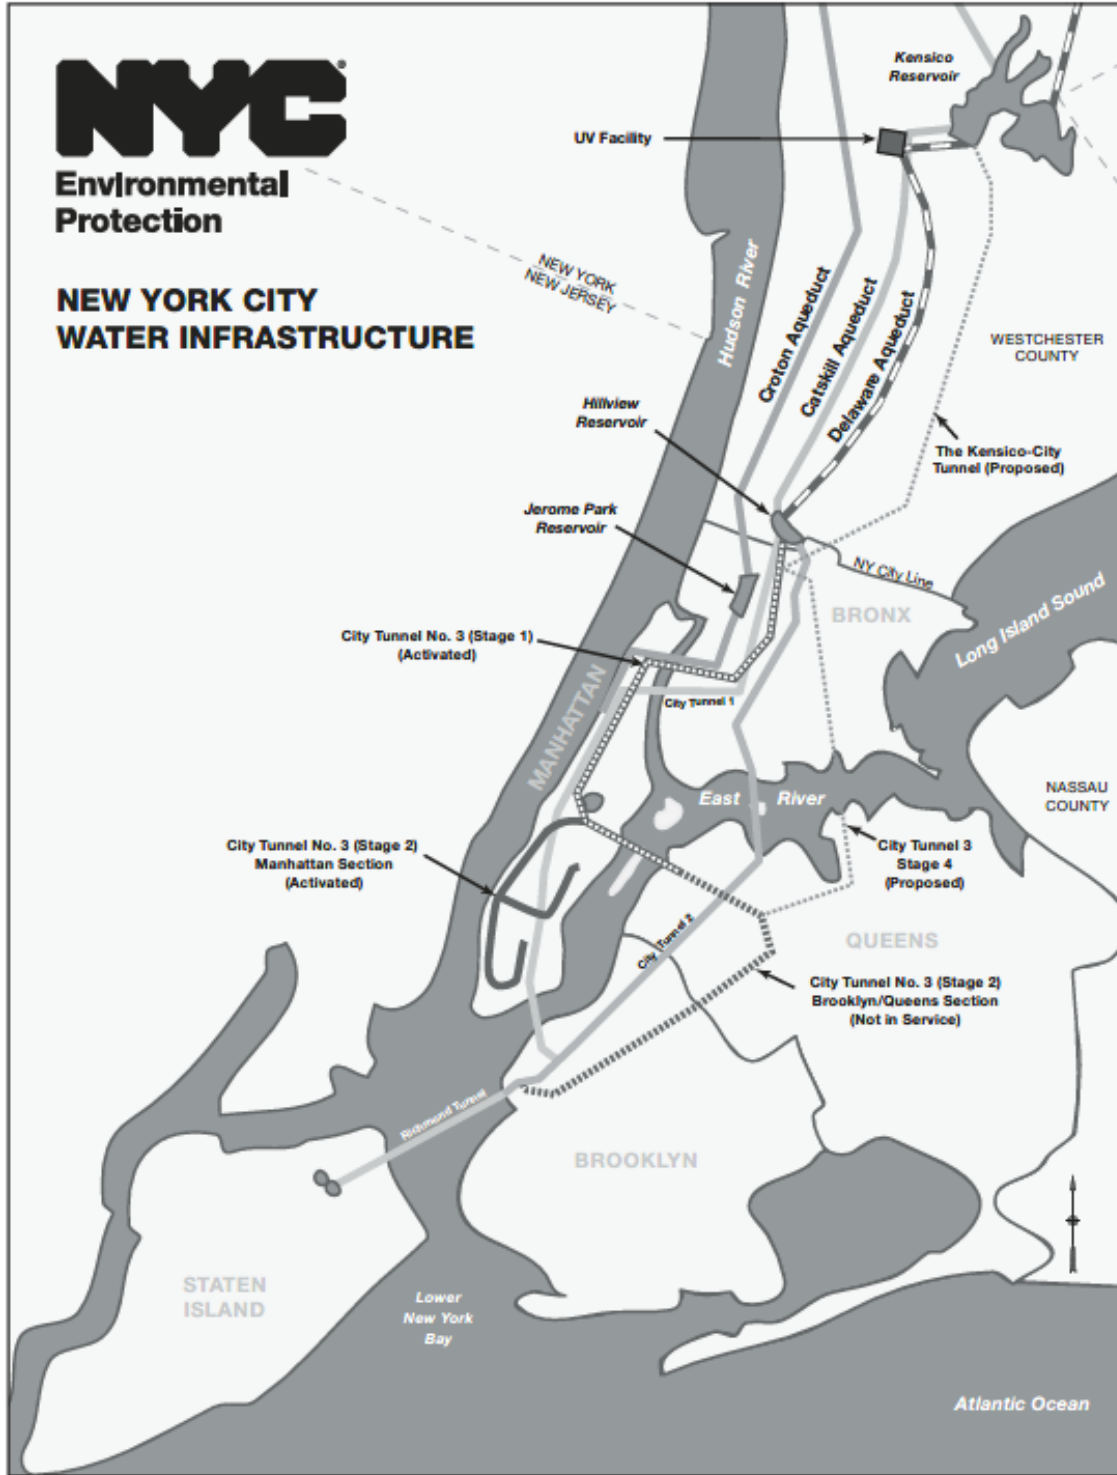 NYC®
Environmental
Protection
NEW YORK CITY
WATER INFRASTRUCTURE
Kensico
Reservoir
UV Facility
NEW YORK
NEW JERSEY
Hudson River
Croton Aqueduct
Catskill Aqueduct
Delaware Aqueduct
WESTCHESTER
COUNTY
Hillview
Reservoir
The Kensico-City
Tunnel (Proposed)
Jerome Park
Reservoir
NY City Line
BRONX
Long Island Sound
City Tunnel No. 3 (Stage 1)
(Activated)
MANHATTAN
City Tunnel 1
East River
NASSAU
COUNTY
City Tunnel No. 3 (Stage 2)
Manhattan Section
(Activated)
City Tunnel 3
Stage 4
(Proposed)
City Tunnel 2
QUEENS
City Tunnel No. 3 (Stage 2)
Brooklyn/Queens Section
(Not in Service)
Richmond Tunnel
BROOKLYN
STATEN
ISLAND
Lower
New York
Bay
Atlantic Ocean